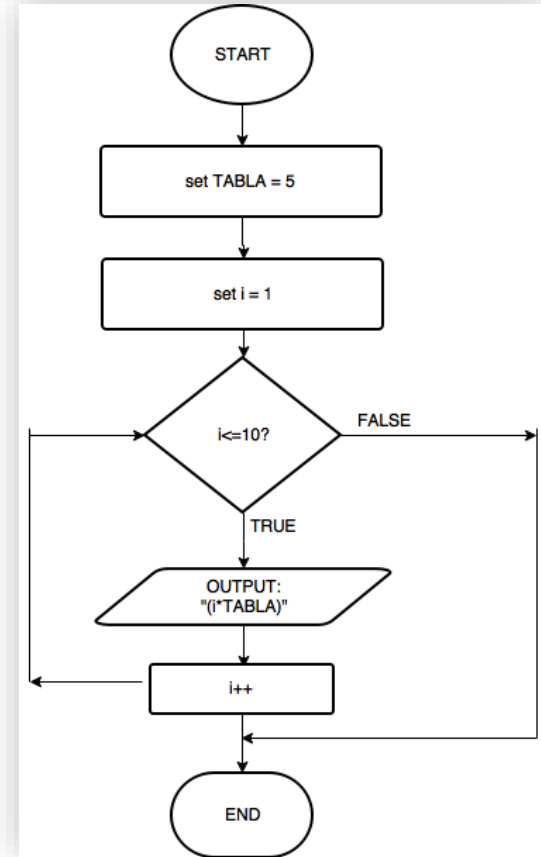 START
set TABLA = 5
set i = 1
i<=10?
FALSE
TRUE
OUTPUT:
"(i*TABLA)"
i++
END